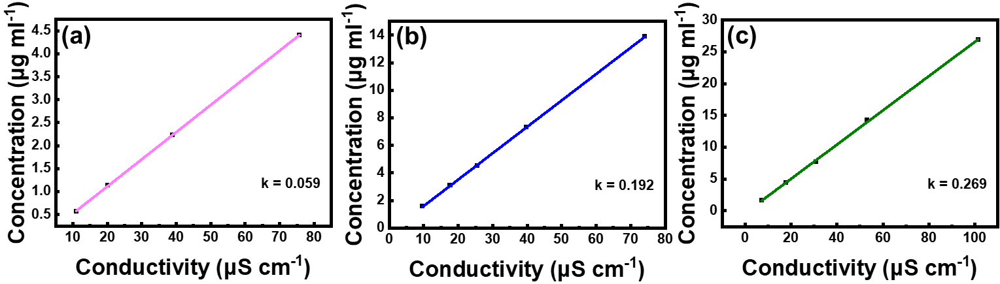 Concentration (µg ml⁻¹)
(a)
4.5
4.0
3.5
3.0
2.5
2.0
1.5
1.0
0.5
k = 0.059
10 20 30 40 50 60 70 80
Conductivity (µS cm⁻¹)
Concentration (µg ml⁻¹)
(b)
14
12
10
8
6
4
2
0
k = 0.192
0 10 20 30 40 50 60 70 80
Conductivity (µS cm⁻¹)
Concentration (µg ml⁻¹)
(c)
30
25
20
15
10
5
0
k = 0.269
0 20 40 60 80 100
Conductivity (µS cm⁻¹)